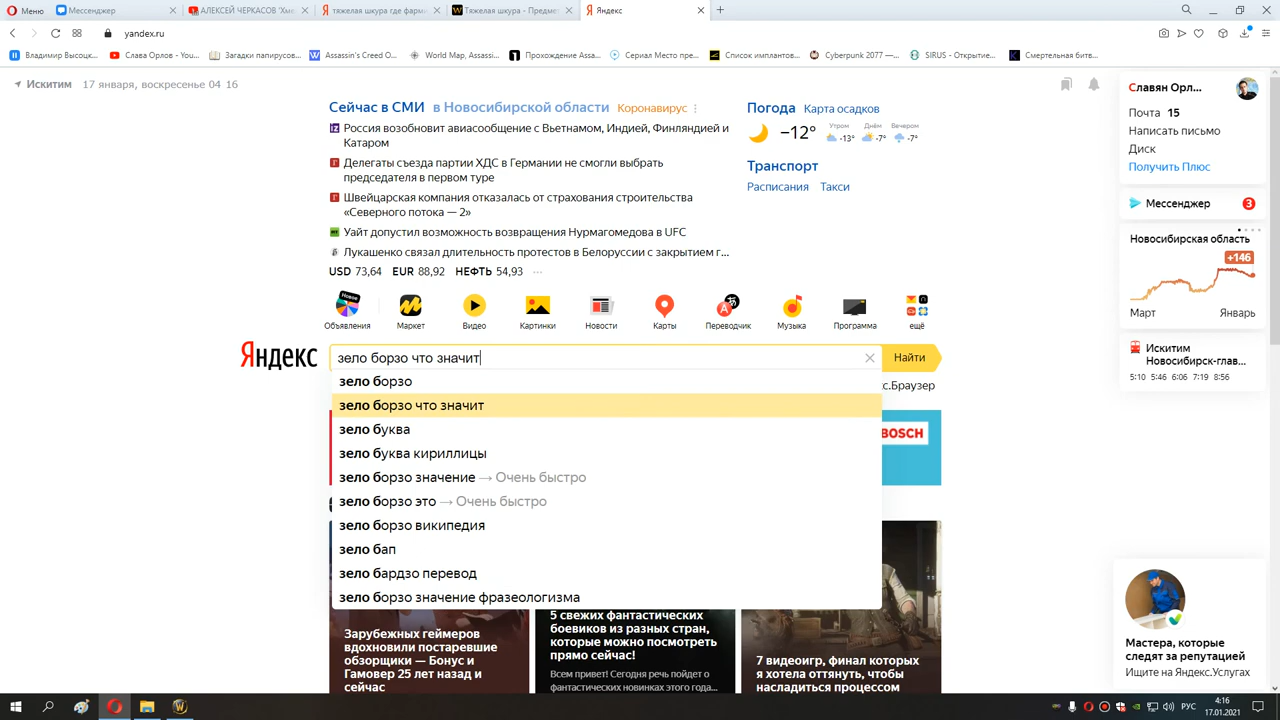 Меню
Мессенджер
АЛЕКСЕЙ ЧЕРКАСОВ 'Хме
тяжелая шкура где фарм
Тяжелая шкура - Предме
Яндекс
yandex.ru
Владимир Высоцк...
Слава Орлов - You...
Загадки папирусов...
Assassin's Creed O...
World Map, Assassi...
Прохождение Assa...
Сериал Место пре...
Список имплантов...
Cyberpunk 2077 —...
SIRUS - Открытие...
Смертельная битв...
Искитим
17 января, воскресенье 04 16
Сейчас в СМИ
в Новосибирской области
Коронавирус
Россия возобновит авиасообщение с Вьетнамом, Индией, Финляндией и
Катаром
Делегаты съезда партии ХДС в Германии не смогли выбрать
председателя в первом туре
Швейцарская компания отказалась от страхования строительства
«Северного потока — 2»
Уайт допустил возможность возвращения Нурмагомедова в UFC
Лукашенко связал длительность протестов в Белоруссии с закрытием г...
USD 73,64 EUR 88,92 НЕФТЬ 54,93 ...
Погода
Карта осадков
−12°
Утром
-13°
Днём
-7°
Вечером
-7°
Транспорт
Расписания
Такси
Славян Орл...
Почта 15
Написать письмо
Диск
Получить Плюс
Мессенджер
3
Новосибирская область
+146
Март
Январь
Искитим
Новосибирск-глав...
5:10 5:46 6:06 7:19 8:56
Новое
Объявления
Маркет
Видео
Картинки
Новости
Карты
Переводчик
Музыка
Программа
ещё
Яндекс
зело борзо что значит
Найти
с.Браузер
зело борзо
зело борзо что значит
зело буква
зело буква кириллицы
зело борзо значение → Очень быстро
зело борзо это → Очень быстро
зело борзо википедия
зело бап
зело бардзо перевод
зело борзо значение фразеологизма
BOSCH
Зарубежных геймеров
вдохновили постаревшие
обзорщики — Бонус и
Гамовер 25 лет назад и
сейчас
5 свежих фантастических
боевиков из разных стран,
которые можно посмотреть
прямо сейчас!
Всем привет! Сегодня речь пойдет о
фантастических новинках этого года...
7 видеоигр, финал которых
я хотела оттянуть, чтобы
насладиться процессом
Мастера, которые
следят за репутацией
Ищите на Яндекс.Услугах
РУС
4:16
17.01.2021